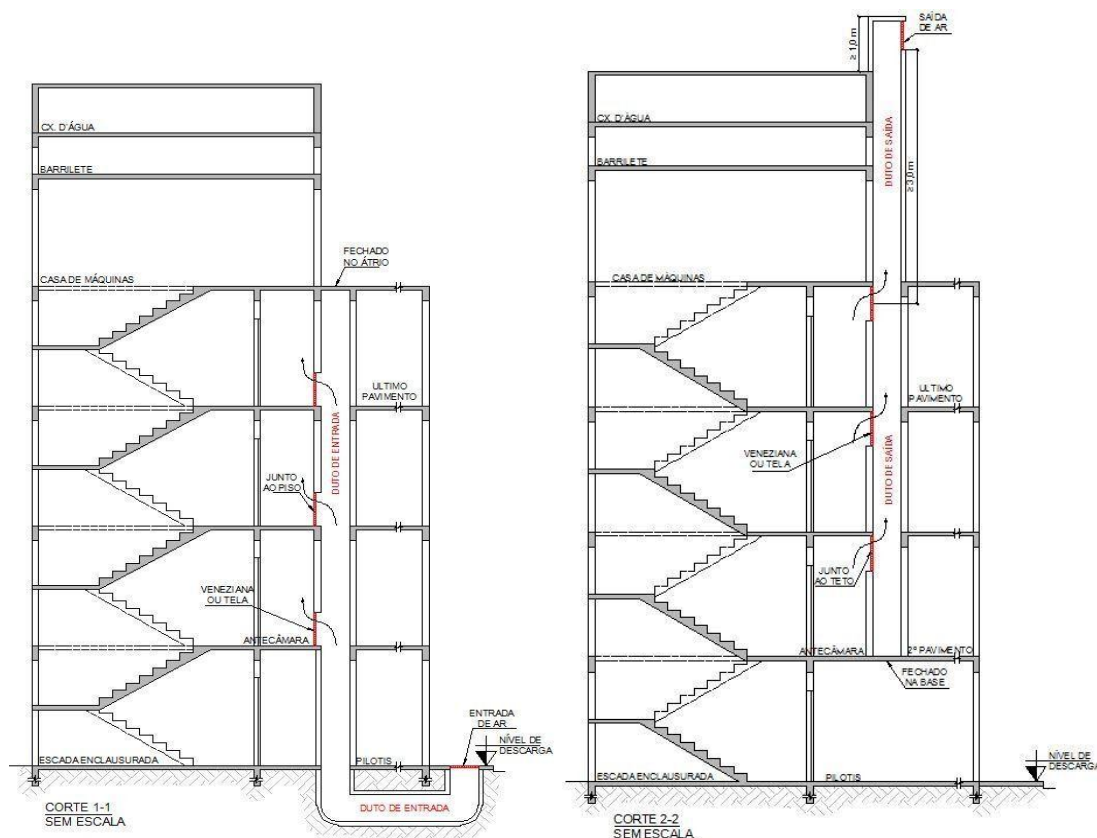 CX. D'ÁGUA
BARRILETE
FECHADO
NO ÁTRIO
CASA DE MÁQUINAS
ULTIMO
PAVIMENTO
DUTO DE ENTRADA
JUNTO
AO PISO
VENEZIANA
OU TELA
ANTECÂMARA
ENTRADA
DE AR
NÍVEL DE
DESCARGA
ESCADA ENCLAUSURADA
PILOTIS
DUTO DE ENTRADA
CORTE 1-1
SEM ESCALA
SAÍDA
DE AR
≥ 1,0 m
CX. D'ÀGUA
BARRILETE
DUTO DE SAÍDA
≥ 3,0 m
CASA DE MÁQUINAS
ULTIMO
PAVIMENTO
VENEZIANA
OU TELA
DUTO DE SAÍDA
JUNTO
AO TETO
ANTECÂMARA
2º PAVIMENTO
FECHADO
NA BASE
NÍVEL DE
DESCARGA
ESCADA ENCLAUSURADA
PILOTIS
CORTE 2-2
SEM ESCALA